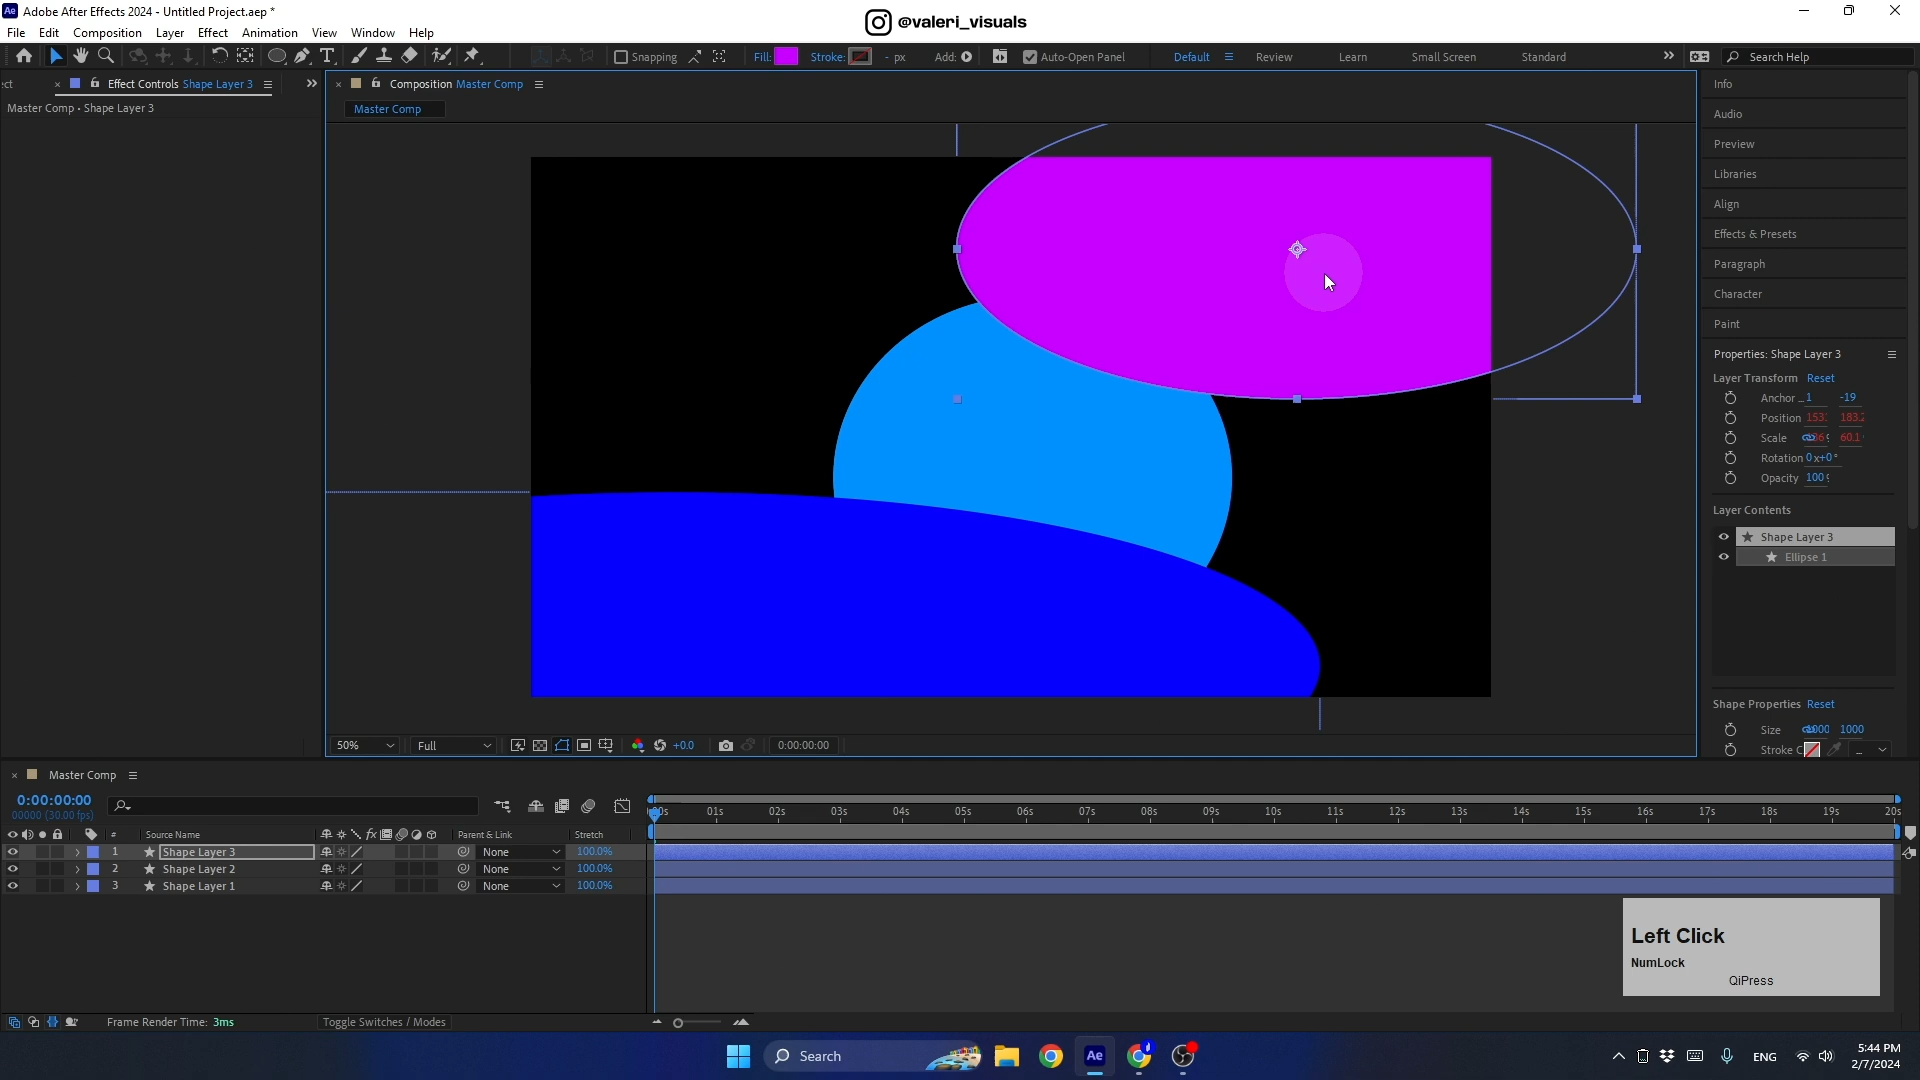 Adobe After Effects 2024 - Untitled Project.aep *
@valeri_visuals
File Edit Composition Layer Effect Animation View Window Help
Snapping Fill: Stroke: - px Add: Auto-Open Panel Default Review Learn Small Screen Standard Search Help
ect Effect Controls Shape Layer 3
Composition Master Comp
Master Comp • Shape Layer 3
Master Comp
Info
Audio
Preview
Libraries
Align
Effects & Presets
Paragraph
Character
Paint
Properties: Shape Layer 3
Layer Transform Reset
Anchor .. 1 -19
Position
Scale 60.1
Rotation 0x+0°
Opacity 100
Layer Contents
Shape Layer 3
Ellipse 1
Shape Properties Reset
Size 1000 1000
Stroke C
50% Full +0.0 0:00:00:00
Master Comp
0:00:00:00
00000 (30.00 fps)
01s 02s 03s 04s 05s 06s 07s 08s 09s 10s 11s 12s 13s 14s 15s 16s 17s 18s 19s 20s
# Source Name Parent & Link Stretch
1 Shape Layer 3 None 100.0%
2 Shape Layer 2 None 100.0%
3 Shape Layer 1 None 100.0%
Left Click
NumLock
QiPress
Frame Render Time: 3ms Toggle Switches / Modes
Search
Ae
ENG
5:44 PM
2/7/2024